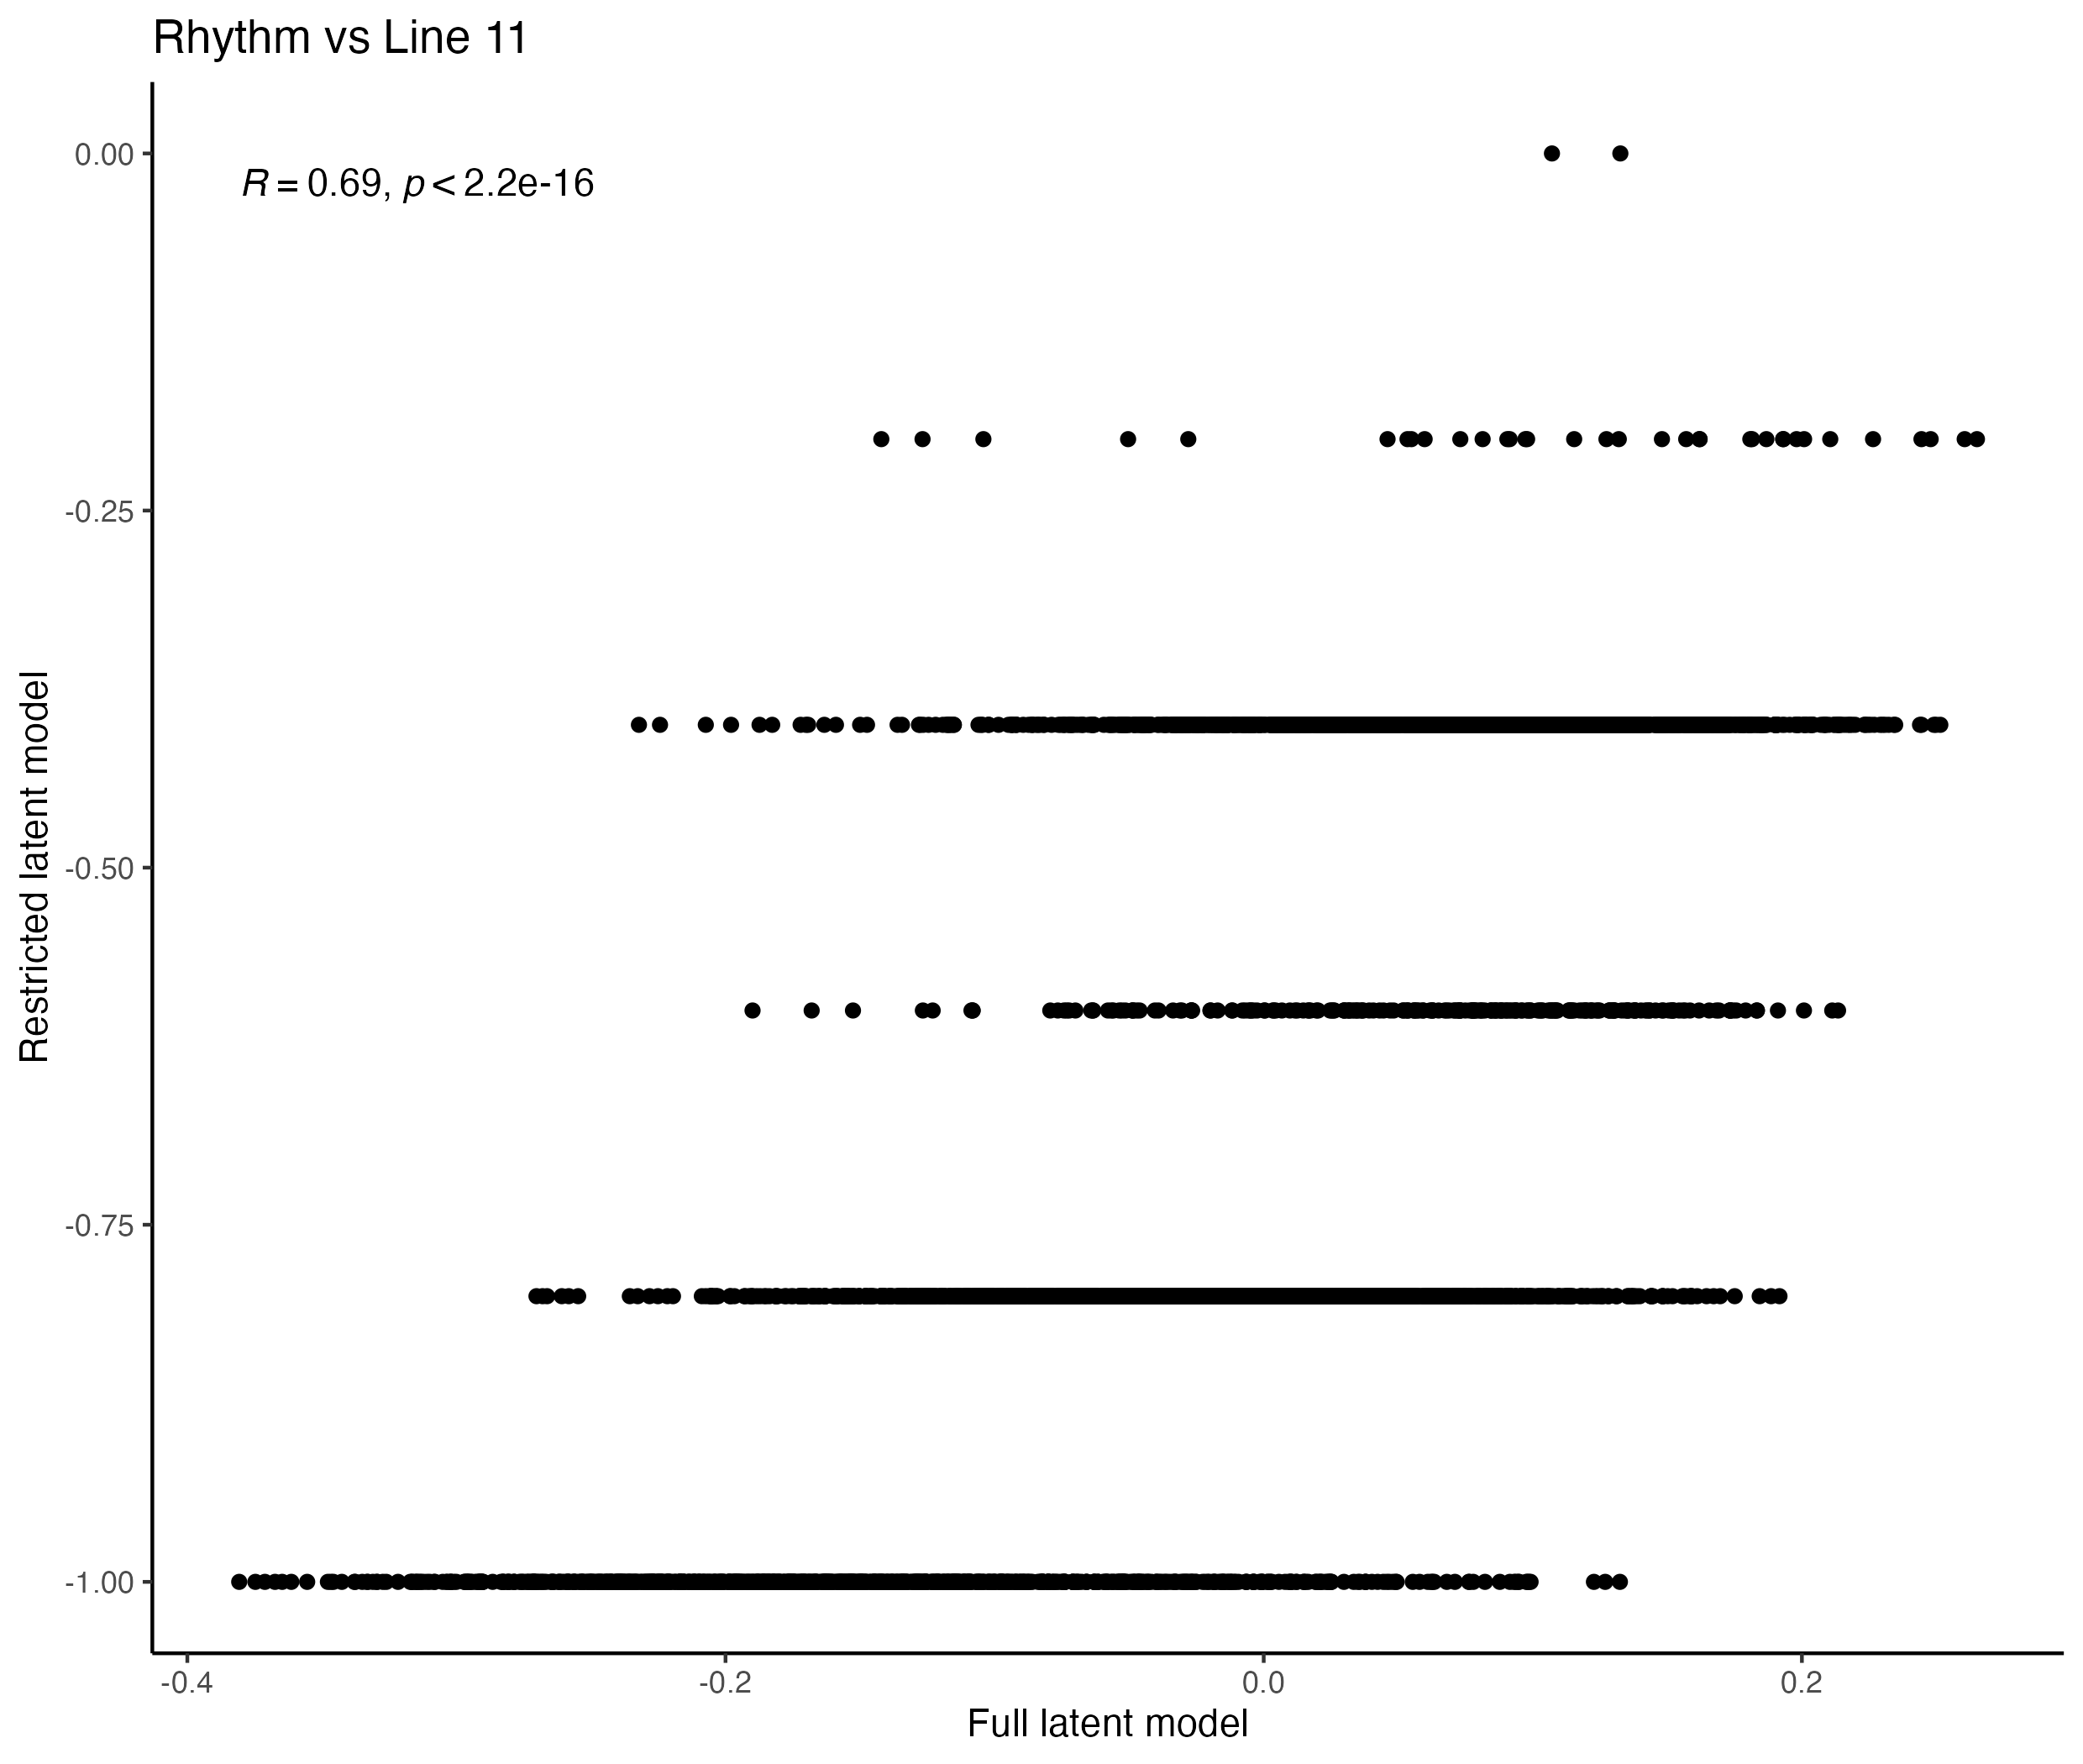 Rhythm vs Line 11
R = 0.69, p < 2.2e-16
0.00
-0.25
-0.50
-0.75
-1.00
Restricted latent model
-0.4 -0.2 0.0 0.2
Full latent model